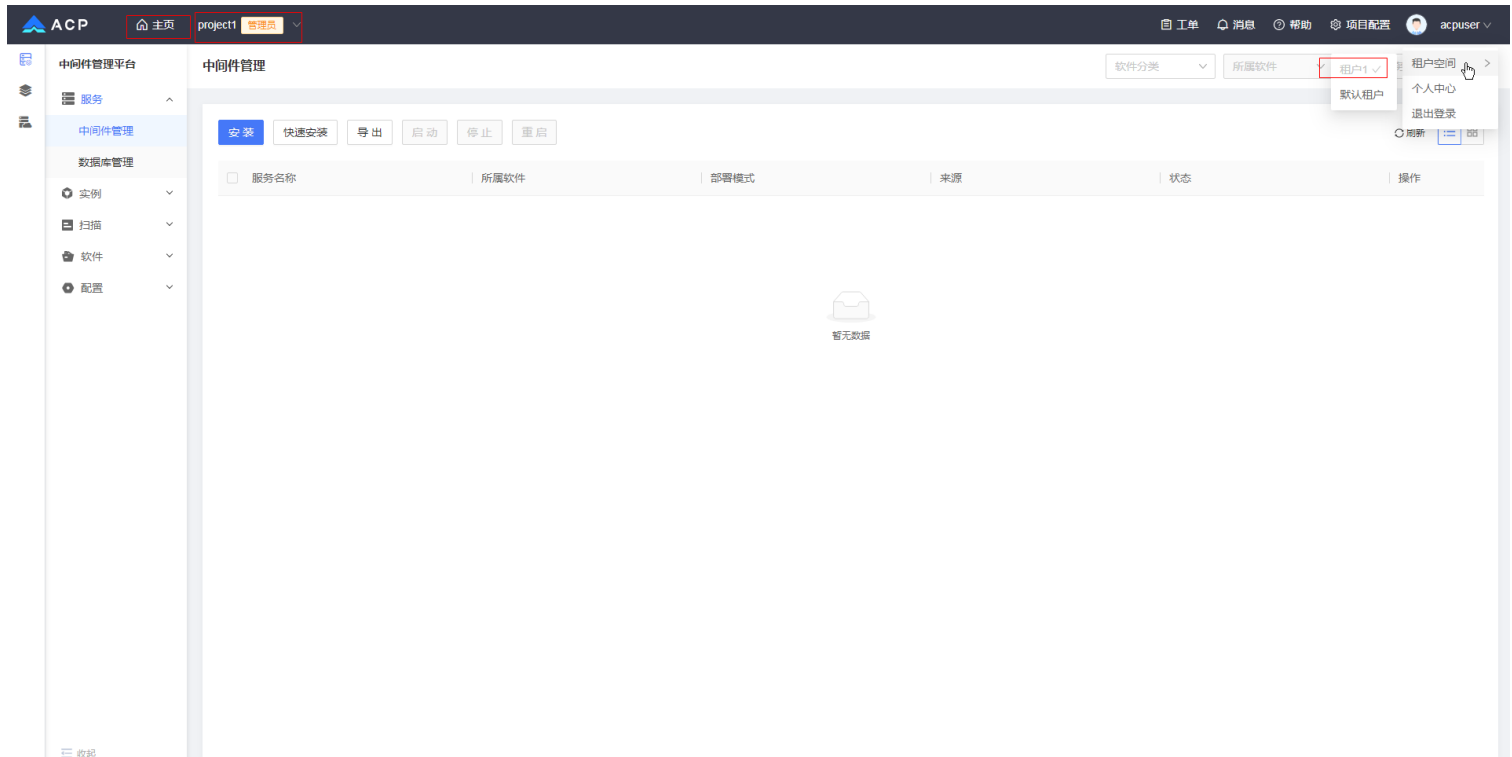 ACP 主页 project1 管理员 工单 消息 帮助 项目配置 acpuser
中间件管理平台 中间件管理 软件分类 所属软件 租户1 租户空间
默认租户 个人中心
退出登录
服务
中间件管理
数据库管理
实例
扫描
软件
配置
收起
安装 快速安装 导出 启动 停止 重启 刷新
服务名称 所属软件 部署模式 来源 状态 操作
暂无数据